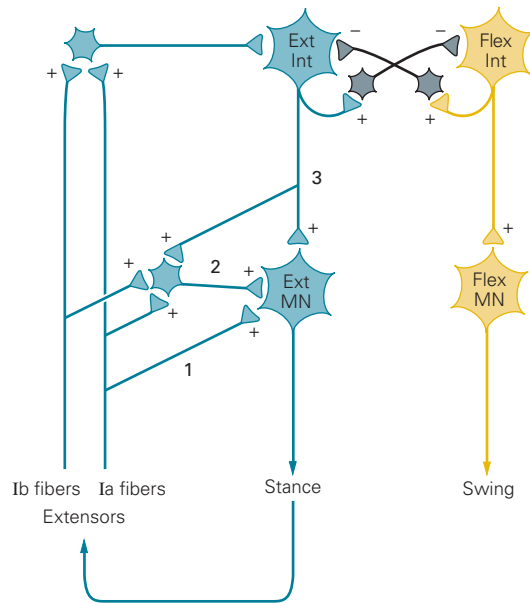 − −
Ext Int
Flex Int
+ +
+ +
3
+ +
+
+ 2 +
Ext MN
Flex MN
+ +
1
Ib fibers Ia fibers
Stance
Swing
Extensors